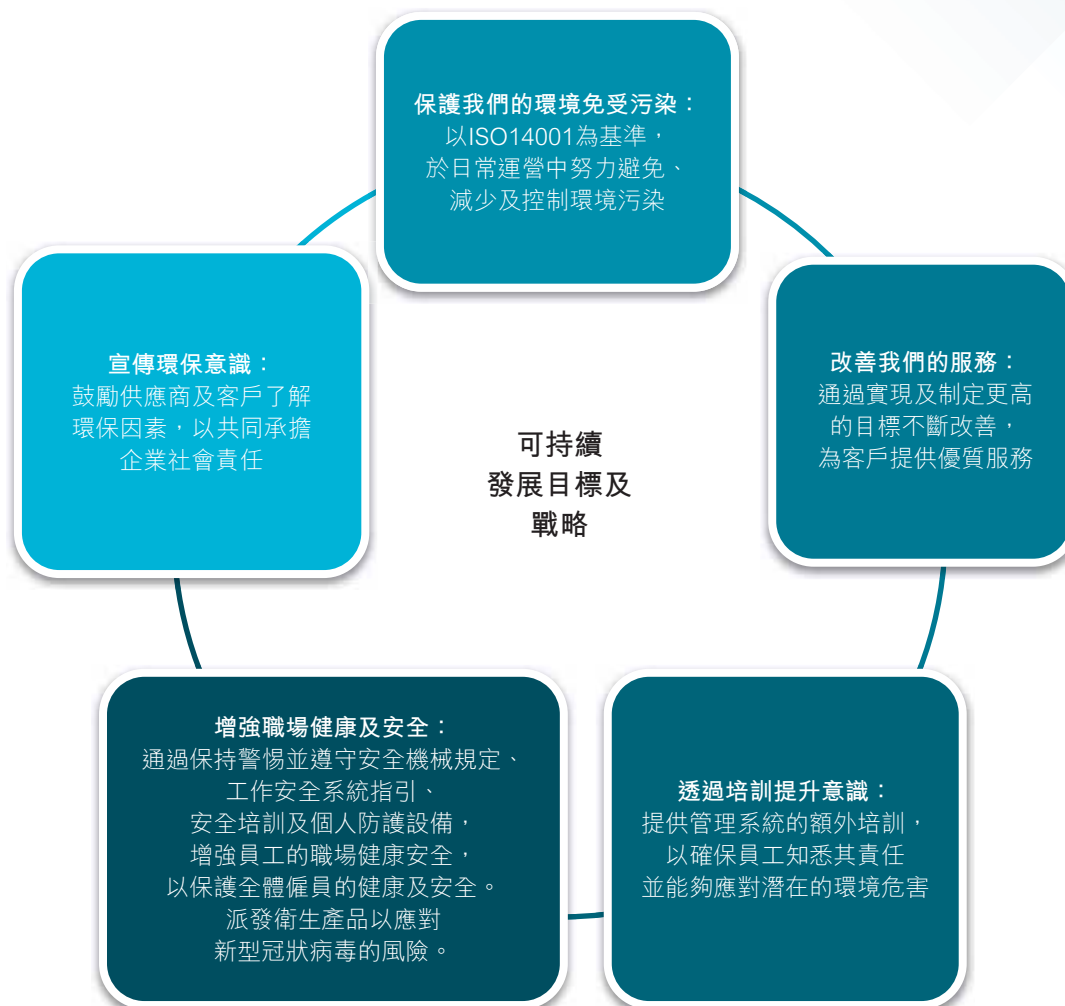 保護我們的環境免受污染：
以ISO14001為基準，
於日常運營中努力避免、
減少及控制環境污染
宣傳環保意識：
鼓勵供應商及客戶了解
環保因素，以共同承擔
企業社會責任
改善我們的服務：
通過實現及制定更高
的目標不斷改善，
為客戶提供優質服務
可持續
發展目標及
戰略
增強職場健康及安全：
通過保持警惕並遵守安全機械規定、
工作安全系統指引、
安全培訓及個人防護設備，
增強員工的職場健康安全，
以保護全體僱員的健康及安全。
派發衛生產品以應對
新型冠狀病毒的風險。
透過培訓提升意識：
提供管理系統的額外培訓，
以確保員工知悉其責任
並能夠應對潛在的環境危害